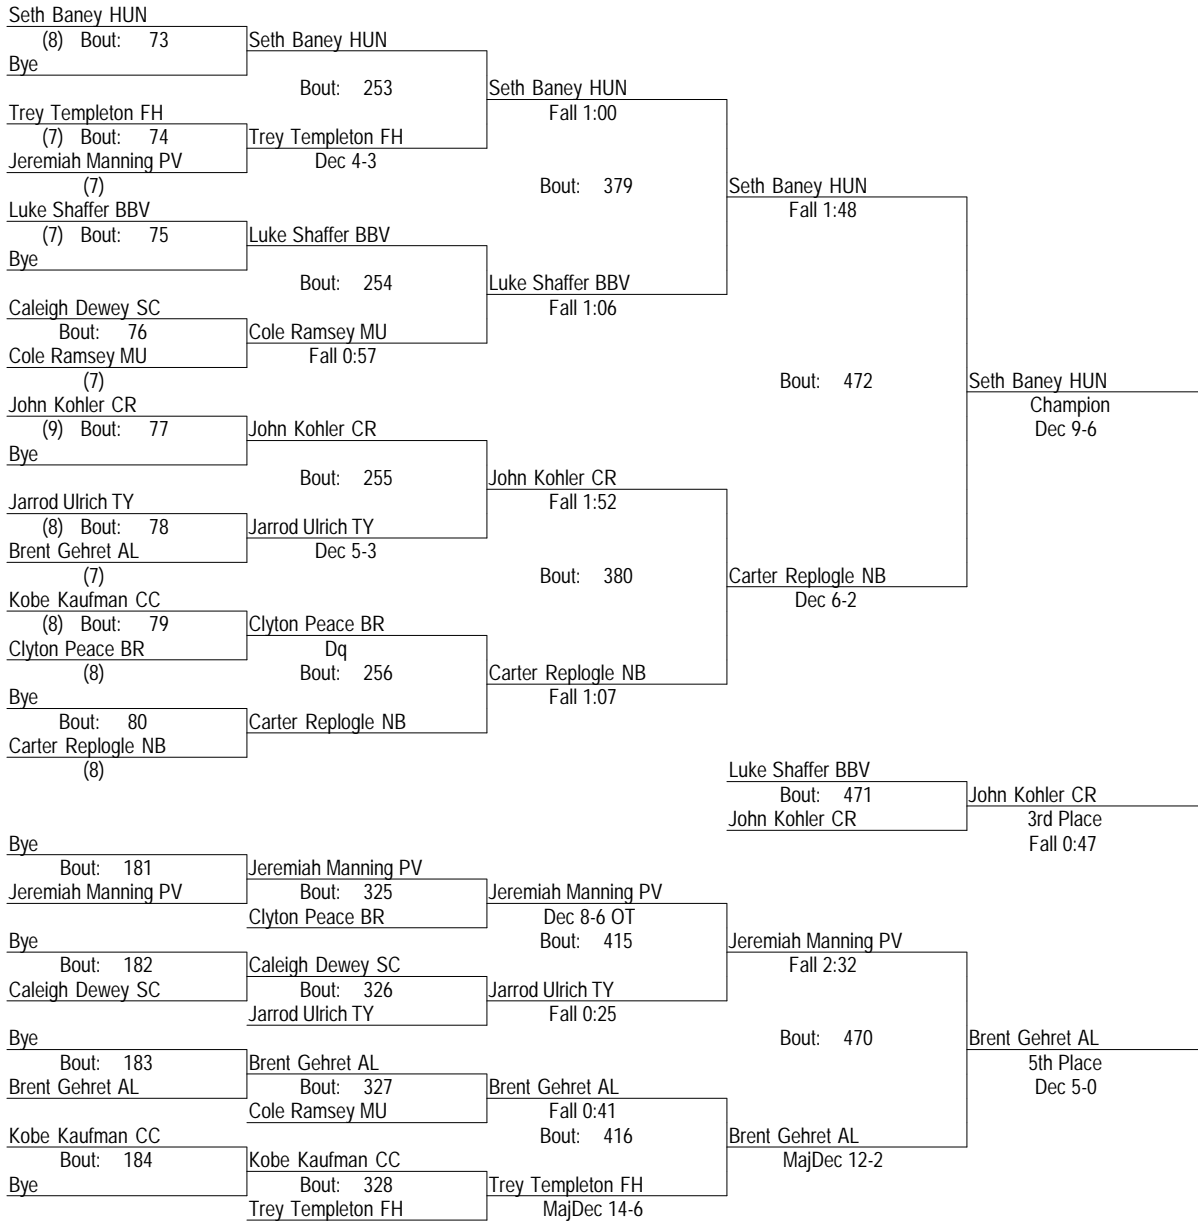 Seth Baney HUN
(8) Bout: 73
Bye
Seth Baney HUN
Bout: 253
Trey Templeton FH
(7) Bout: 74
Jeremiah Manning PV
(7)
Trey Templeton FH
Dec 4-3
Seth Baney HUN
Fall 1:00
Bout: 379
Luke Shaffer BBV
(7) Bout: 75
Bye
Luke Shaffer BBV
Bout: 254
Caleigh Dewey SC
Bout: 76
Cole Ramsey MU
(7)
Cole Ramsey MU
Fall 0:57
Luke Shaffer BBV
Fall 1:06
Seth Baney HUN
Fall 1:48
Bout: 472
John Kohler CR
(9) Bout: 77
Bye
John Kohler CR
Bout: 255
Jarrod Ulrich TY
(8) Bout: 78
Brent Gehret AL
(7)
Jarrod Ulrich TY
Dec 5-3
John Kohler CR
Fall 1:52
Bout: 380
Kobe Kaufman CC
(8) Bout: 79
Clyton Peace BR
(8)
Clyton Peace BR
Dq
Bout: 256
Bye
Bout: 80
Carter Replogle NB
(8)
Carter Replogle NB
Carter Replogle NB
Fall 1:07
Carter Replogle NB
Dec 6-2
Seth Baney HUN
Champion
Dec 9-6
Luke Shaffer BBV
Bout: 471
John Kohler CR
John Kohler CR
3rd Place
Fall 0:47
Bye
Bout: 181
Jeremiah Manning PV
Jeremiah Manning PV
Bout: 325
Clyton Peace BR
Jeremiah Manning PV
Dec 8-6 OT
Bout: 415
Bye
Bout: 182
Caleigh Dewey SC
Caleigh Dewey SC
Bout: 326
Jarrod Ulrich TY
Jarrod Ulrich TY
Fall 0:25
Jeremiah Manning PV
Fall 2:32
Bout: 470
Bye
Bout: 183
Brent Gehret AL
Brent Gehret AL
Bout: 327
Cole Ramsey MU
Brent Gehret AL
Fall 0:41
Bout: 416
Kobe Kaufman CC
Bout: 184
Bye
Kobe Kaufman CC
Bout: 328
Trey Templeton FH
Trey Templeton FH
MajDec 14-6
Brent Gehret AL
MajDec 12-2
Brent Gehret AL
5th Place
Dec 5-0